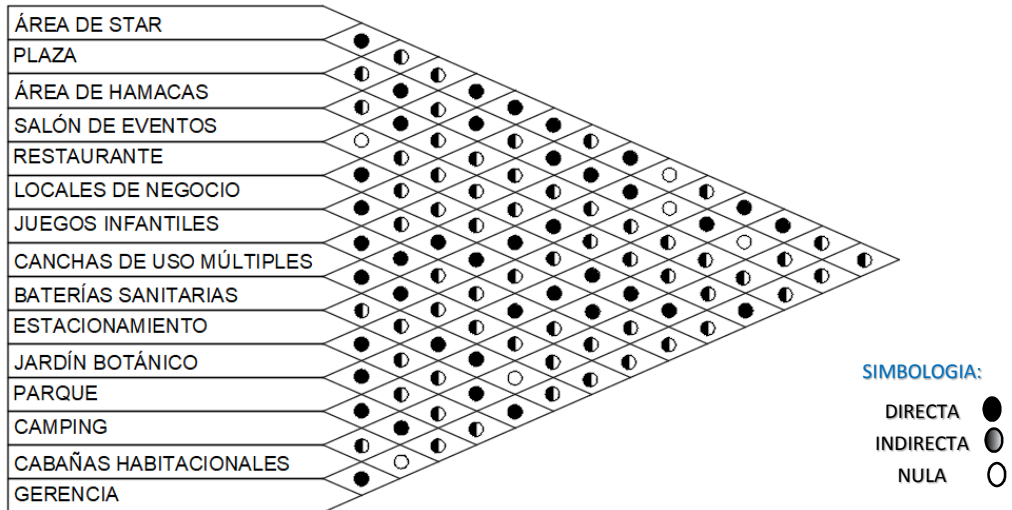 ÁREA DE STAR
PLAZA
ÁREA DE HAMACAS
SALÓN DE EVENTOS
RESTAURANTE
LOCALES DE NEGOCIO
JUEGOS INFANTILES
CANCHAS DE USO MÚLTIPLES
BATERÍAS SANITARIAS
ESTACIONAMIENTO
JARDÍN BOTÁNICO
PARQUE
CAMPING
CABAÑAS HABITACIONALES
GERENCIA
SIMBOLOGIA:
DIRECTA
INDIRECTA
NULA